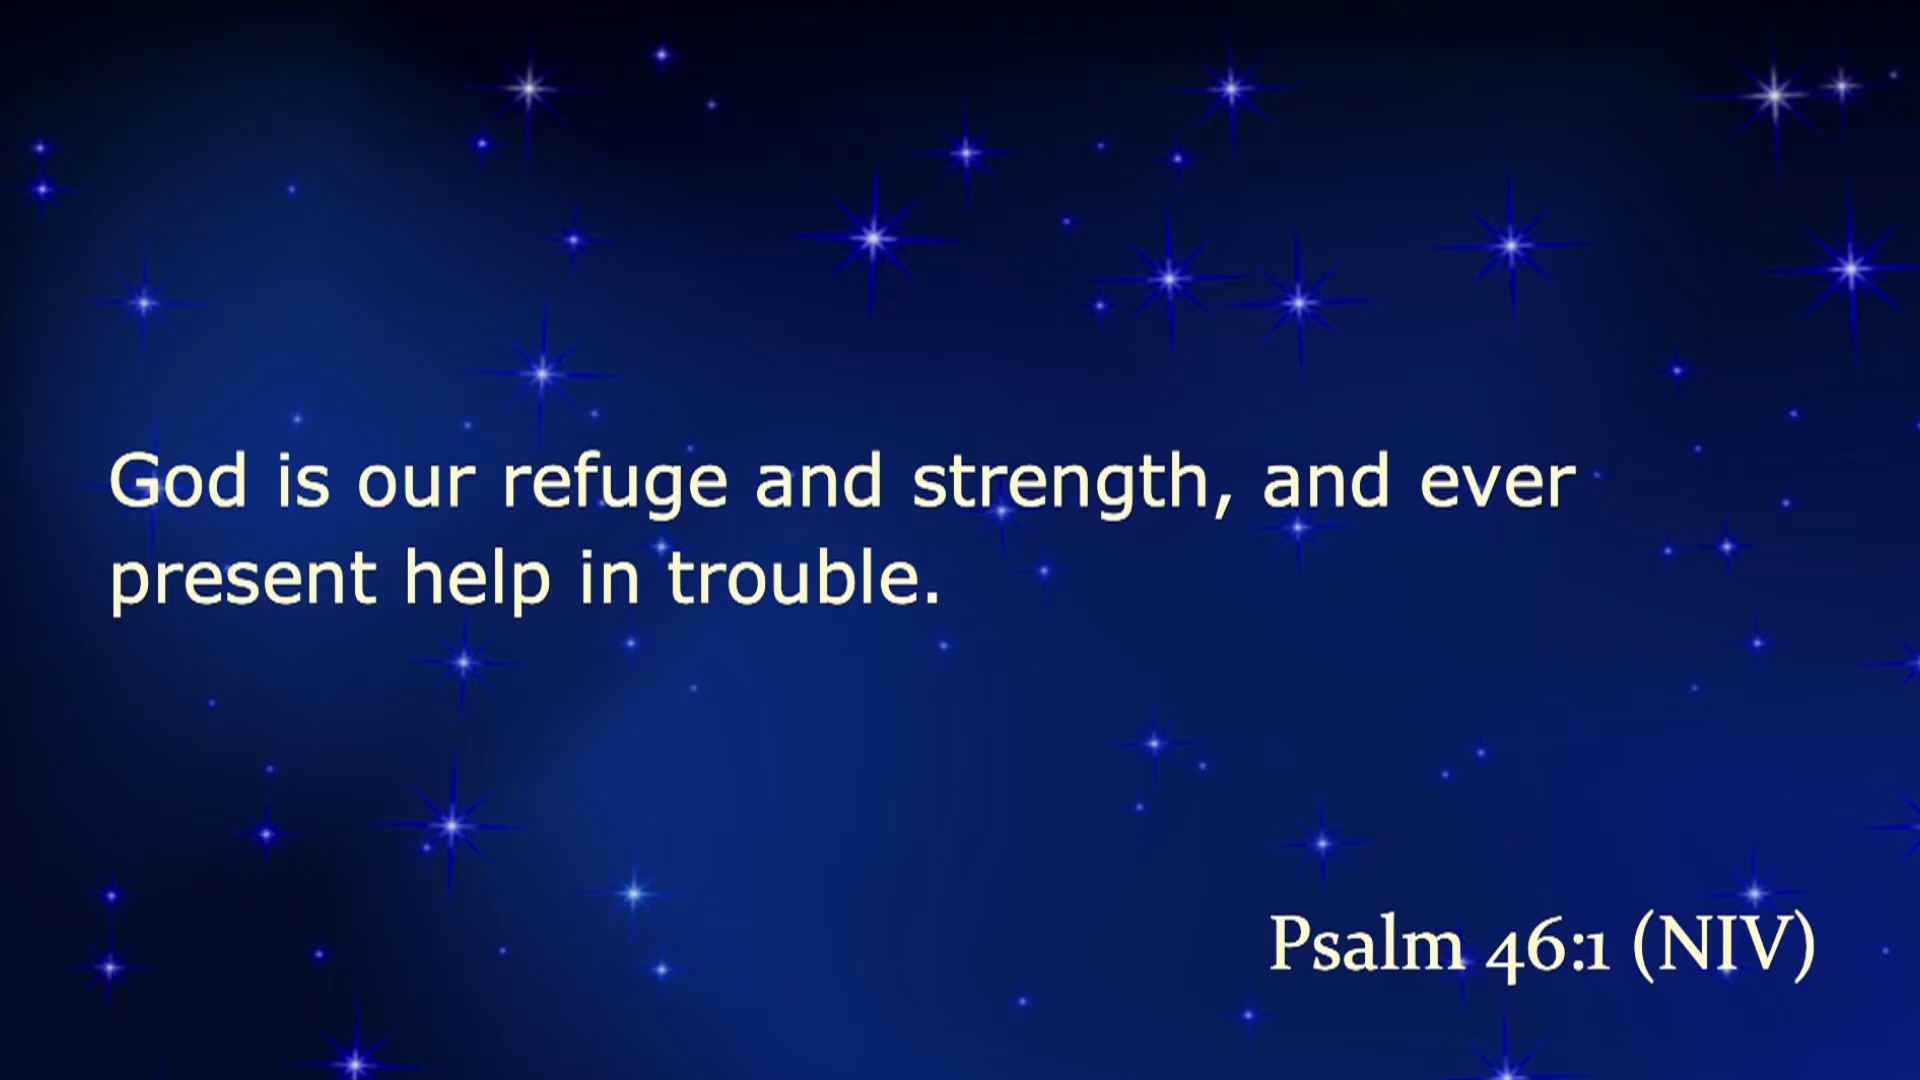 God is our refuge and strength, and ever
present help in trouble.
Psalm 46:1 (NIV)